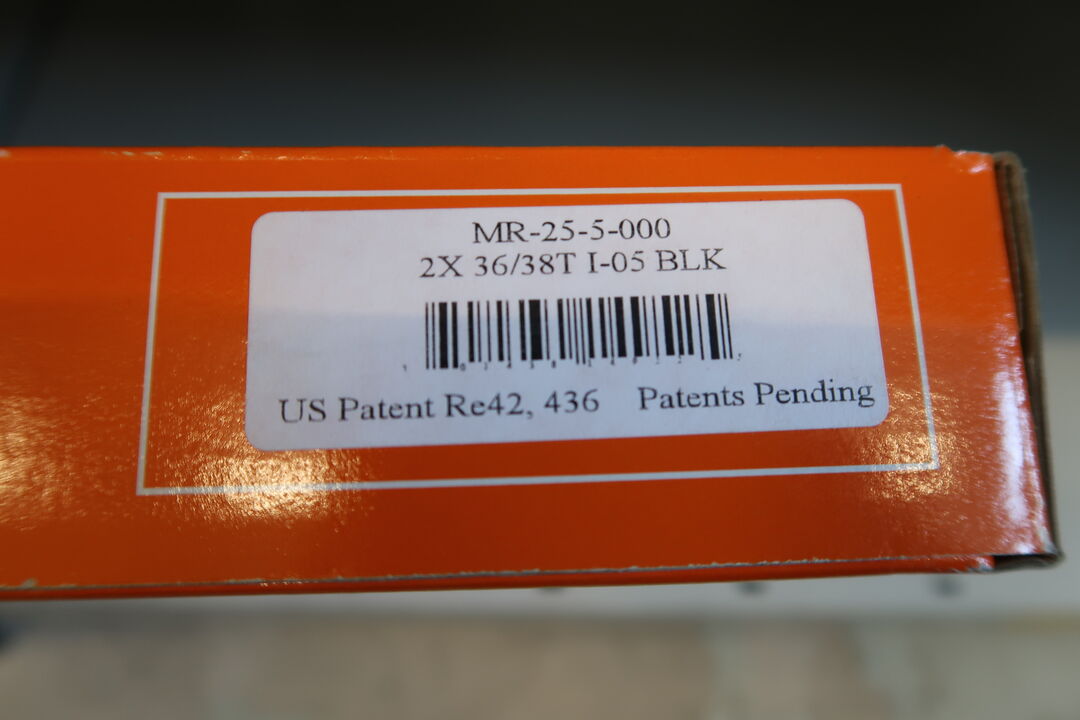 MR-25-5-000
2X 36/38T I-05 BLK
US Patent Re42, 436 Patents Pending